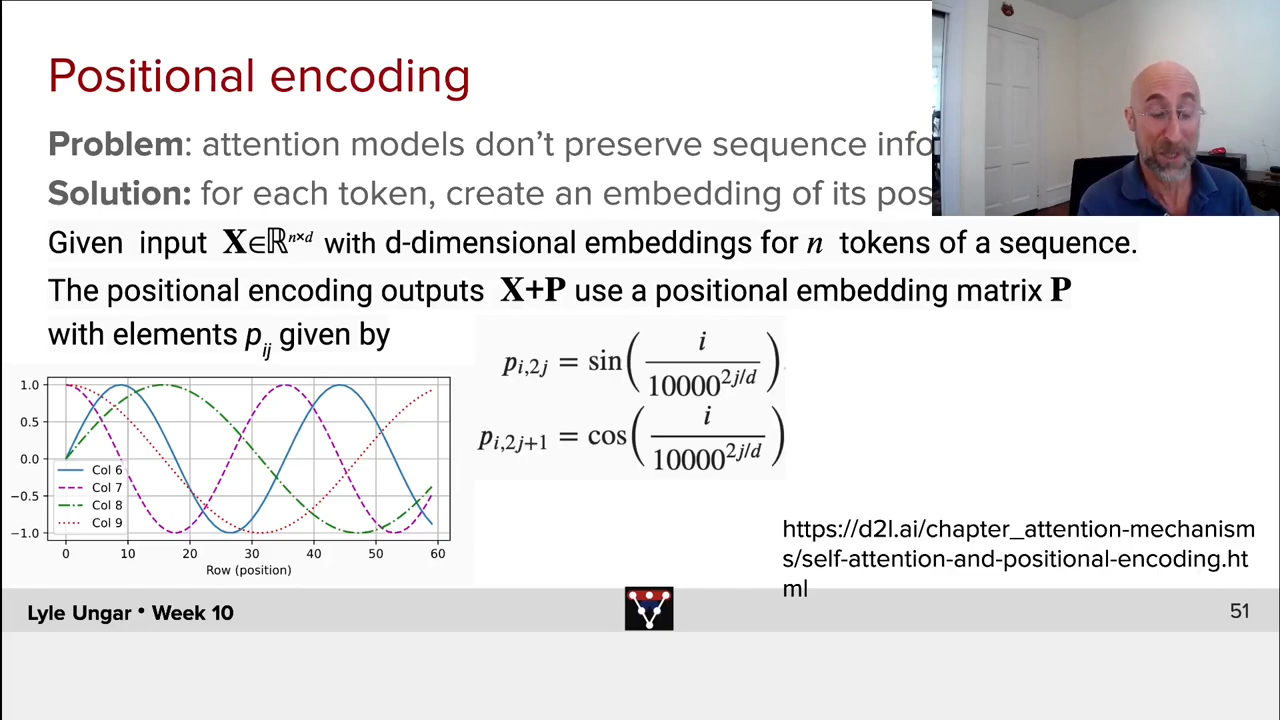 Positional encoding
Problem: attention models don't preserve sequence info
Solution: for each token, create an embedding of its pos
Given input X∈ℝⁿˣᵈ with d-dimensional embeddings for n tokens of a sequence.
The positional encoding outputs X+P use a positional embedding matrix P
with elements p_ij given by
p_{i,2j} = sin(i / 10000^{2j/d})
p_{i,2j+1} = cos(i / 10000^{2j/d})
1.0
0.5
0.0
−0.5
−1.0
Col 6
Col 7
Col 8
Col 9
0 10 20 30 40 50 60
Row (position)
https://d2l.ai/chapter_attention-mechanism
s/self-attention-and-positional-encoding.ht
ml
Lyle Ungar • Week 10
51